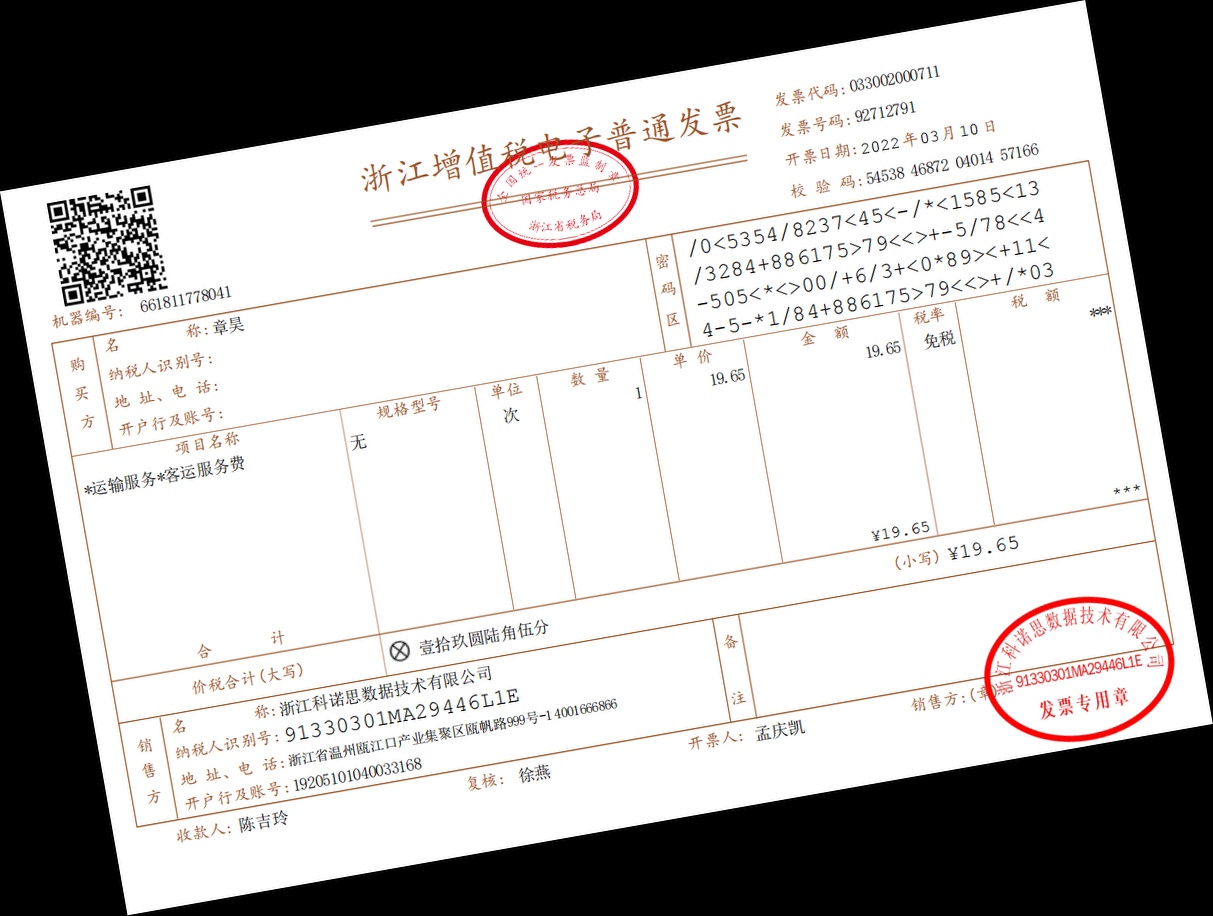 浙江增值税电子普通发票
全国统一发票监制章
国家税务总局
浙江省税务局
发票代码:033002000711
发票号码:92712791
开票日期:2022年03月10日
校 验 码:54538 46872 04014 57166
机器编号: 661811778041
购买方
名 称:章昊
纳税人识别号:
地 址、电 话:
开户行及账号:
密码区
/0<5354/8237<45<-/*<1585<13
/3284+886175>79<<>+-5/78<<4
-505<*<>00/+6/3+<0*89><+11<
4-5-*1/84+886175>79<<>+/*03
项目名称 规格型号 单位 数 量 单 价 金 额 税率 税 额
*运输服务*客运服务费 无 次 1 19.65 19.65 免税 ***
合 计 ¥19.65 ***
价税合计(大写) ⊗ 壹拾玖圆陆角伍分 (小写) ¥19.65
销售方
名 称:浙江科诺思数据技术有限公司
纳税人识别号:91330301MA29446L1E
地 址、电 话:浙江省温州瓯江口产业集聚区瓯帆路999号-1 4001666866
开户行及账号:19205101040033168
备注
收款人:陈吉玲 复核: 徐燕 开票人: 孟庆凯 销售方:(章)
浙江科诺思数据技术有限公司
91330301MA29446L1E
发票专用章